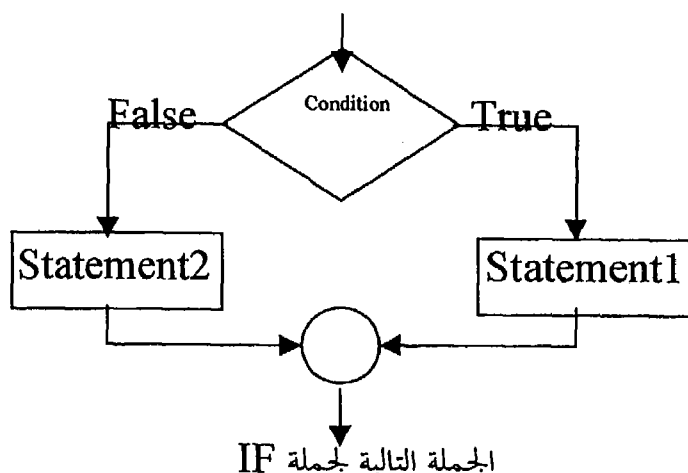 Condition
False
True
Statement2
Statement1
الجملة التالية لجملة IF